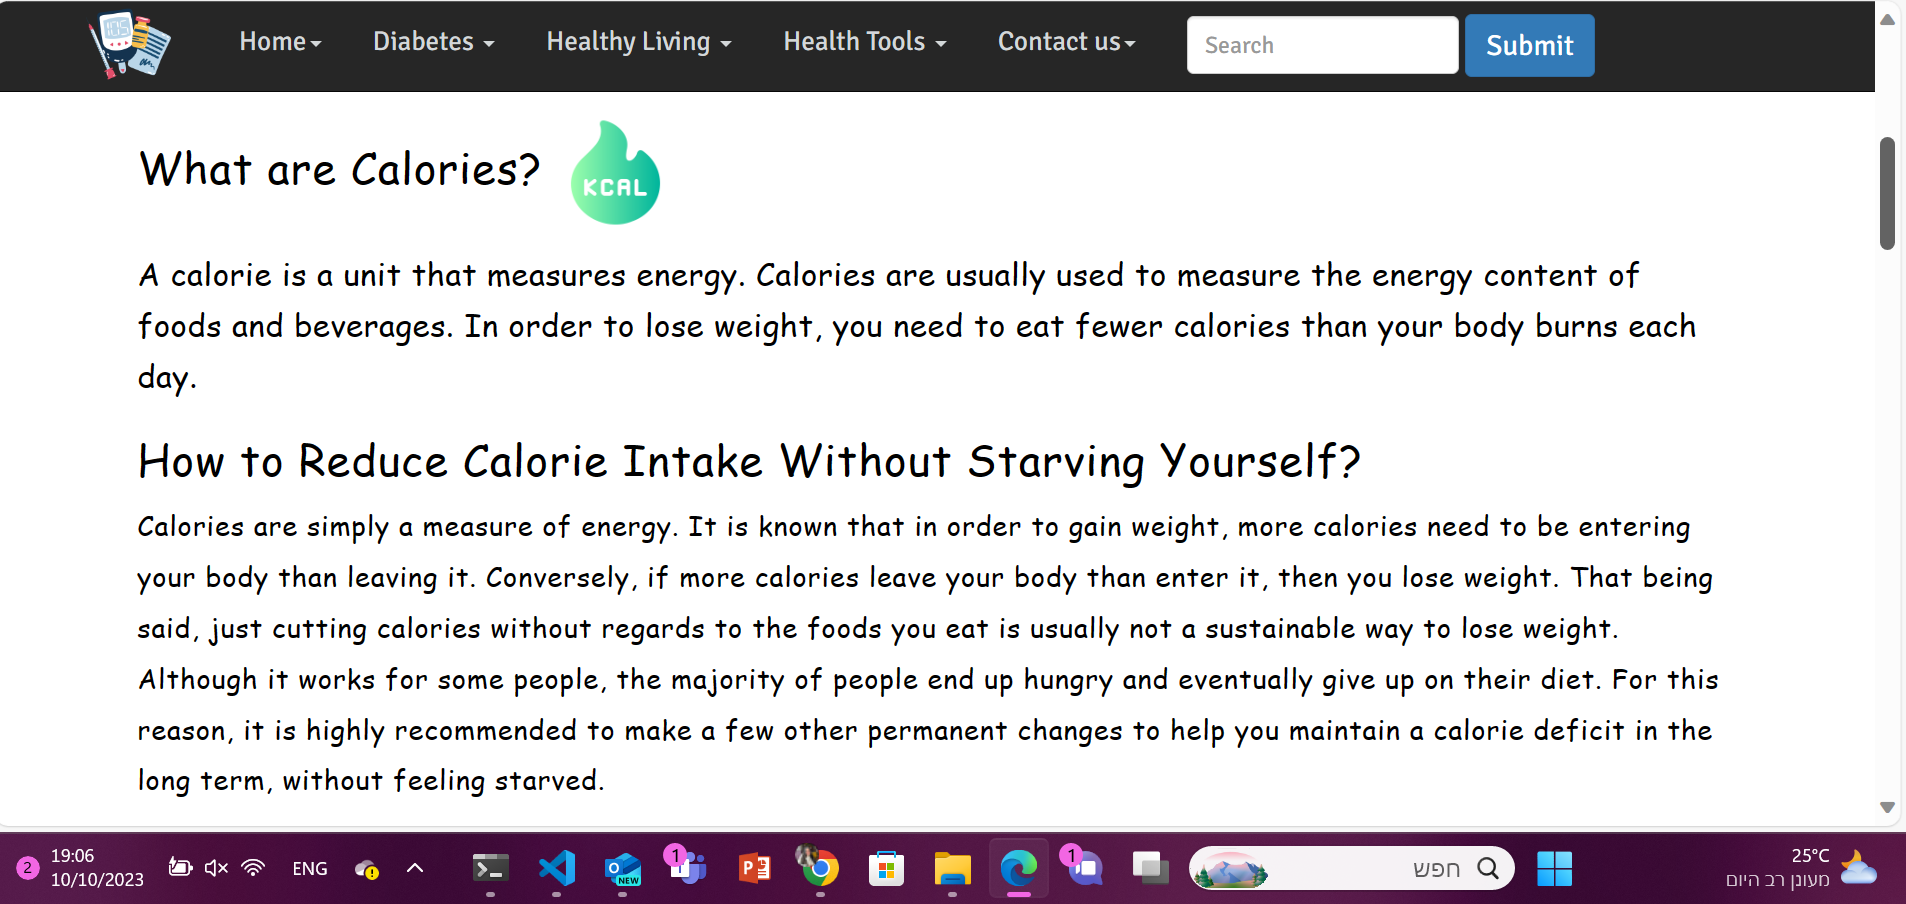 105
Home
Diabetes
Healthy Living
Health Tools
Contact us
Search
Submit
What are Calories?
KCAL
A calorie is a unit that measures energy. Calories are usually used to measure the energy content of
foods and beverages. In order to lose weight, you need to eat fewer calories than your body burns each
day.
How to Reduce Calorie Intake Without Starving Yourself?
Calories are simply a measure of energy. It is known that in order to gain weight, more calories need to be entering
your body than leaving it. Conversely, if more calories leave your body than enter it, then you lose weight. That being
said, just cutting calories without regards to the foods you eat is usually not a sustainable way to lose weight.
Although it works for some people, the majority of people end up hungry and eventually give up on their diet. For this
reason, it is highly recommended to make a few other permanent changes to help you maintain a calorie deficit in the
long term, without feeling starved.
2
19:06
10/10/2023
ENG
NEW
1
1
חפש
25°C
מעונן רב היום